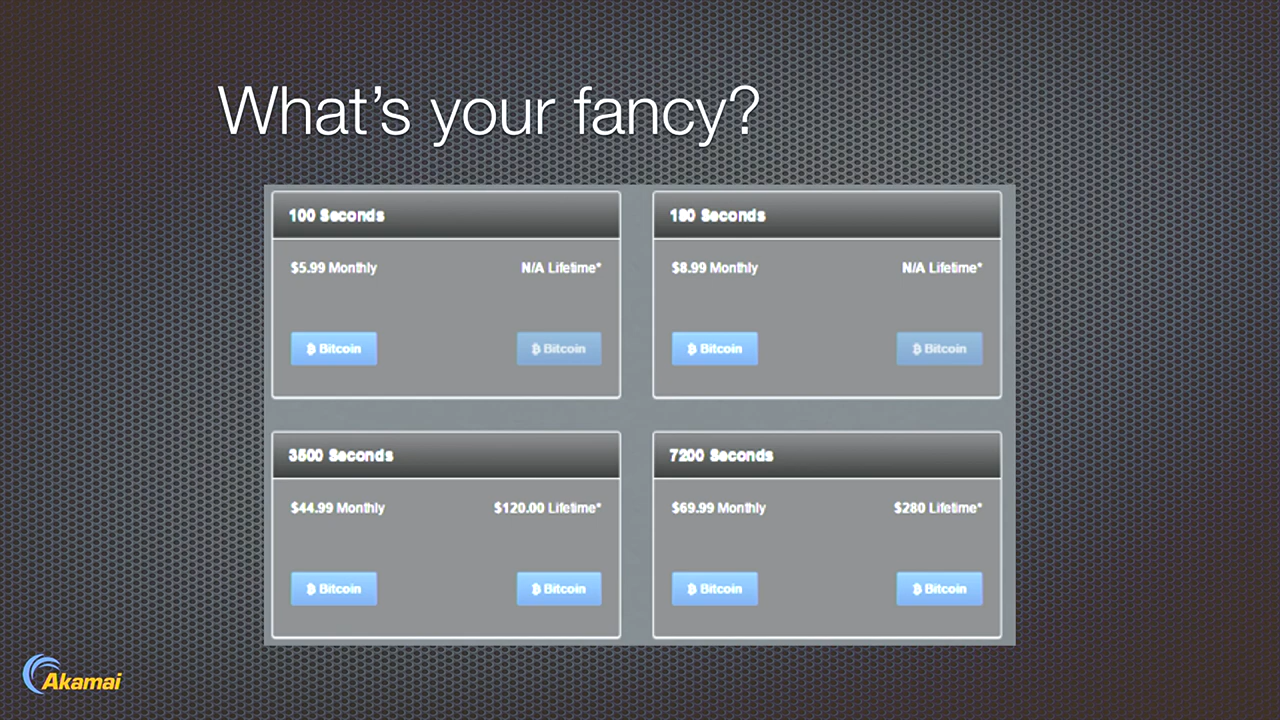 What's your fancy?
100 Seconds
180 Seconds
$5.99 Monthly
N/A Lifetime*
$8.99 Monthly
N/A Lifetime*
Bitcoin
Bitcoin
Bitcoin
Bitcoin
3600 Seconds
7200 Seconds
$44.99 Monthly
$120.00 Lifetime*
$69.99 Monthly
$280 Lifetime*
Bitcoin
Bitcoin
Bitcoin
Bitcoin
Akamai